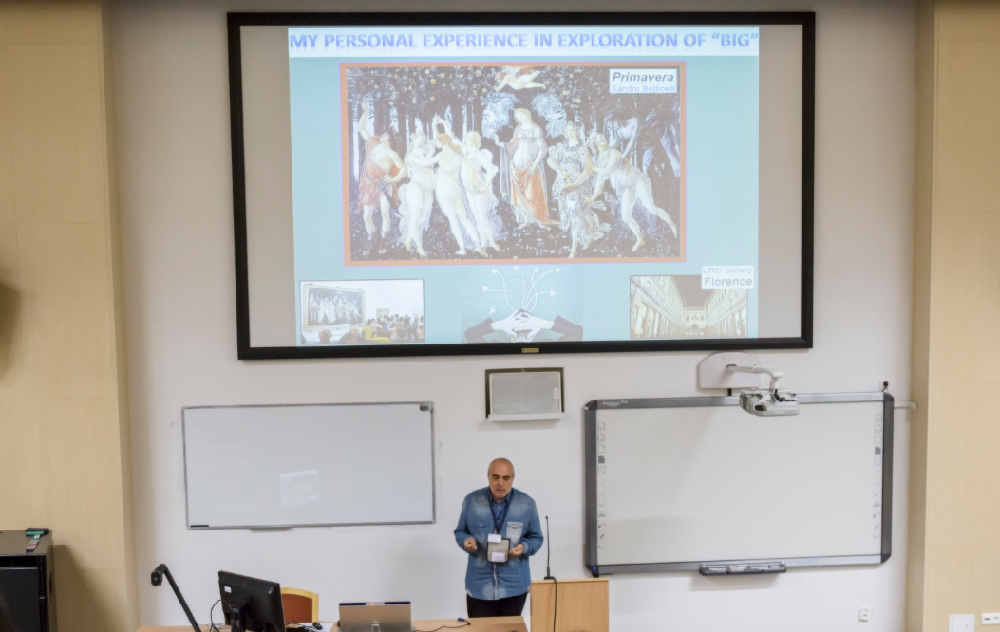 MY PERSONAL EXPERIENCE IN EXPLORATION OF "BIG"
Primavera
Sandro Botticelli
Uffizi Gallery
Florence